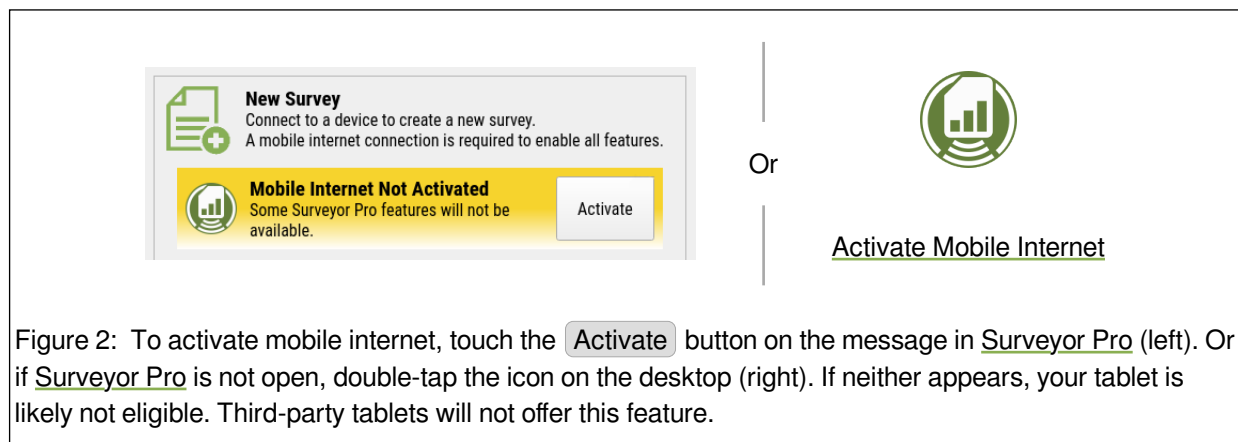 New Survey
Connect to a device to create a new survey.
A mobile internet connection is required to enable all features.
Mobile Internet Not Activated
Some Surveyor Pro features will not be
available.
Activate
Or
Activate Mobile Internet
Figure 2: To activate mobile internet, touch the Activate button on the message in Surveyor Pro (left). Or
if Surveyor Pro is not open, double-tap the icon on the desktop (right). If neither appears, your tablet is
likely not eligible. Third-party tablets will not offer this feature.